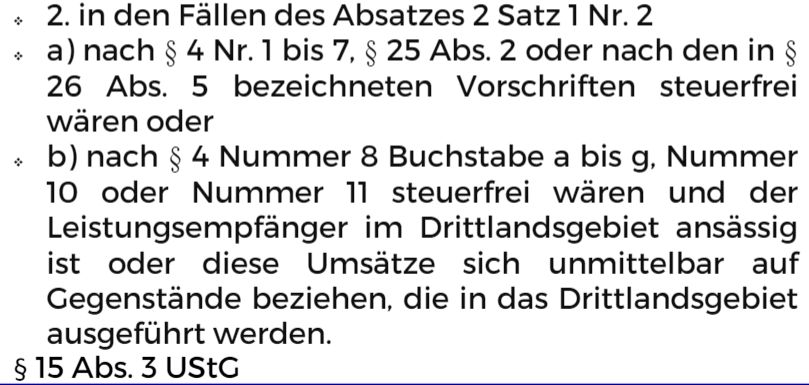 ❖ 2. in den Fällen des Absatzes 2 Satz 1 Nr. 2
❖ a) nach § 4 Nr. 1 bis 7, § 25 Abs. 2 oder nach den in §
26 Abs. 5 bezeichneten Vorschriften steuerfrei
wären oder
❖ b) nach § 4 Nummer 8 Buchstabe a bis g, Nummer
10 oder Nummer 11 steuerfrei wären und der
Leistungsempfänger im Drittlandsgebiet ansässig
ist oder diese Umsätze sich unmittelbar auf
Gegenstände beziehen, die in das Drittlandsgebiet
ausgeführt werden.
§ 15 Abs. 3 UStG